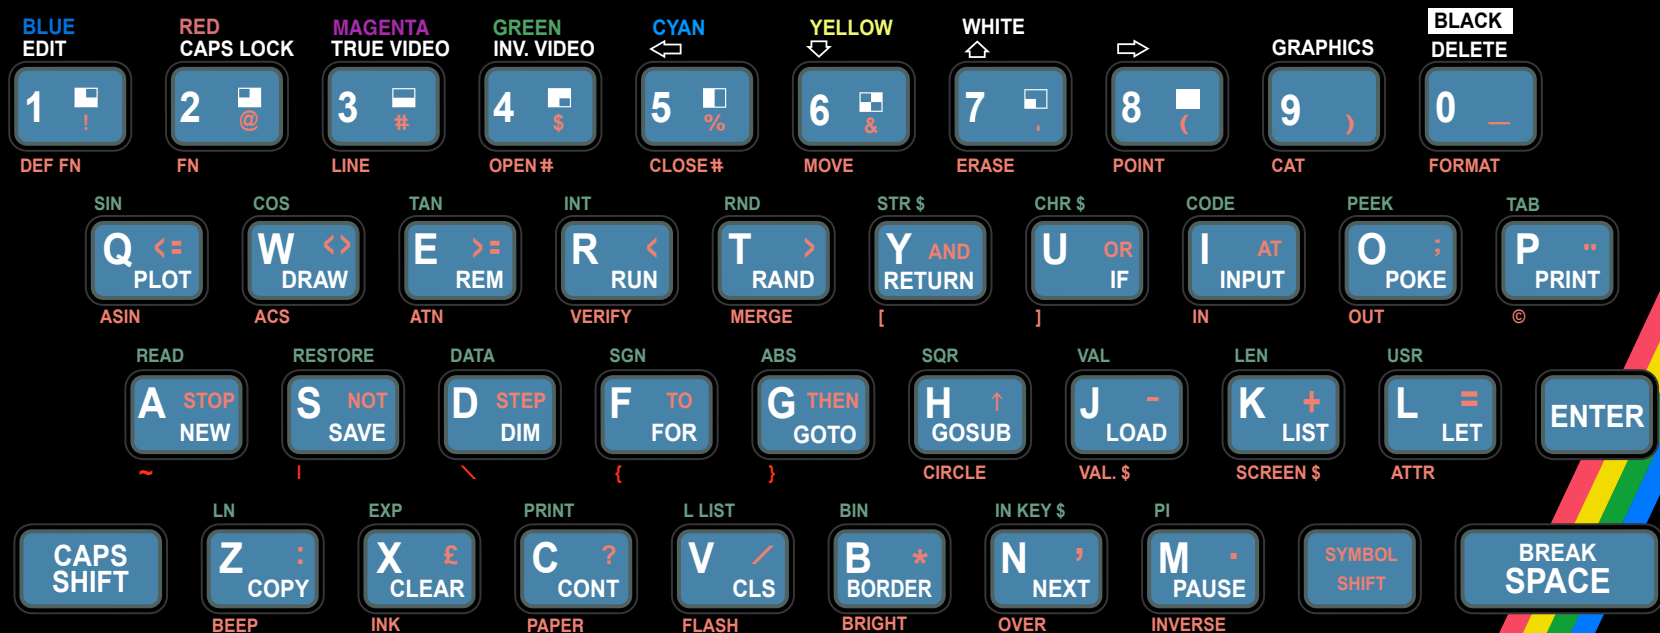 BLUE RED MAGENTA GREEN CYAN YELLOW WHITE BLACK
EDIT CAPS LOCK TRUE VIDEO INV. VIDEO ⇦ ⇩ ⇧ ⇨ GRAPHICS DELETE
1 ! 2 @ 3 # 4 $ 5 % 6 & 7 ' 8 ( 9 ) 0 _
DEF FN FN LINE OPEN # CLOSE # MOVE ERASE POINT CAT FORMAT
SIN COS TAN INT RND STR $ CHR $ CODE PEEK TAB
Q <= W <> E >= R < T > Y AND U OR I AT O ; P "
PLOT DRAW REM RUN RAND RETURN IF INPUT POKE PRINT
ASIN ACS ATN VERIFY MERGE [ ] IN OUT ©
READ RESTORE DATA SGN ABS SQR VAL LEN USR
A STOP S NOT D STEP F TO G THEN H ↑ J - K + L = ENTER
NEW SAVE DIM FOR GOTO GOSUB LOAD LIST LET
~ | \ { } CIRCLE VAL. $ SCREEN $ ATTR
LN EXP PRINT L LIST BIN IN KEY $ PI
CAPS Z : X £ C ? V / B * N , M . SYMBOL BREAK
SHIFT COPY CLEAR CONT CLS BORDER NEXT PAUSE SHIFT SPACE
BEEP INK PAPER FLASH BRIGHT OVER INVERSE